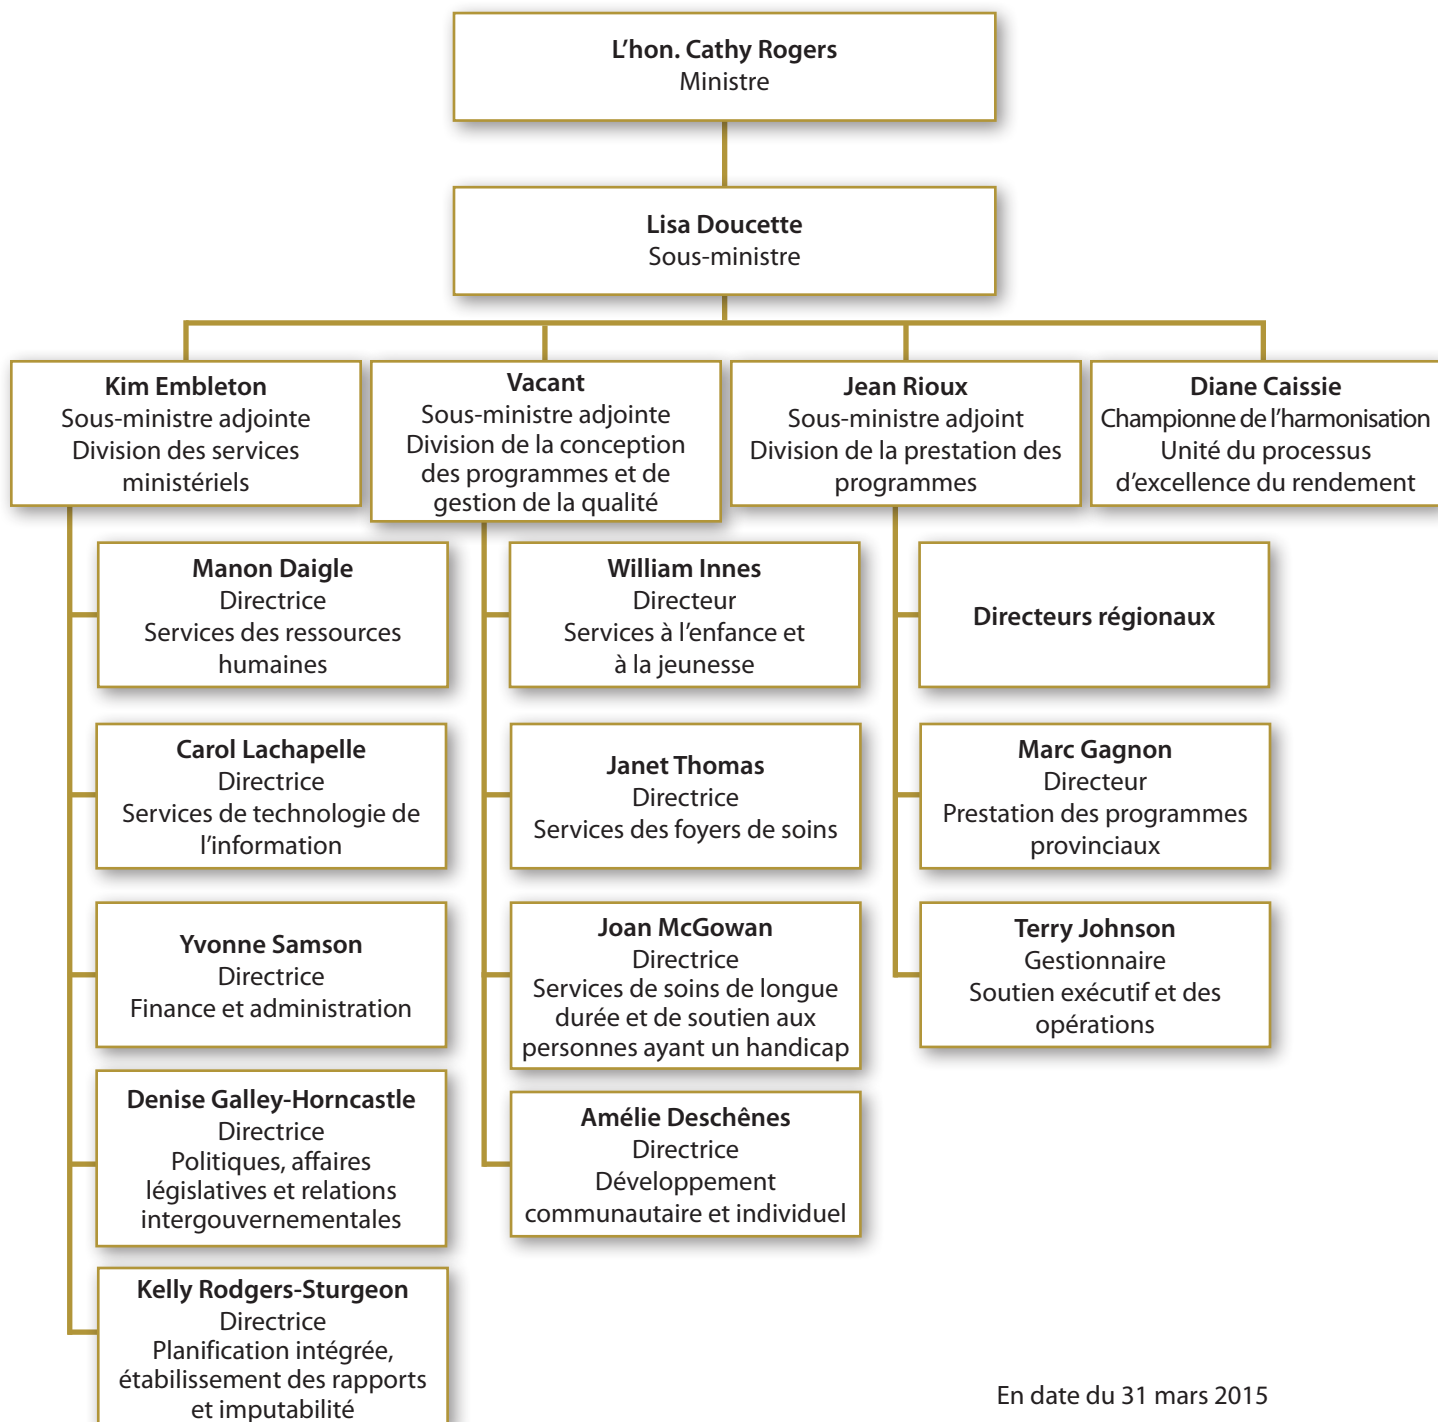 L'hon. Cathy Rogers
Ministre
Lisa Doucette
Sous-ministre
Kim Embleton
Sous-ministre adjointe
Division des services
ministériels
Vacant
Sous-ministre adjointe
Division de la conception
des programmes et de
gestion de la qualité
Jean Rioux
Sous-ministre adjoint
Division de la prestation des
programmes
Diane Caissie
Championne de l'harmonisation
Unité du processus
d'excellence du rendement
Manon Daigle
Directrice
Services des ressources
humaines
Carol Lachapelle
Directrice
Services de technologie de
l'information
Yvonne Samson
Directrice
Finance et administration
Denise Galley-Horncastle
Directrice
Politiques, affaires
législatives et relations
intergouvernementales
Kelly Rodgers-Sturgeon
Directrice
Planification intégrée,
établissement des rapports
et imputabilité
William Innes
Directeur
Services à l'enfance et
à la jeunesse
Janet Thomas
Directrice
Services des foyers de soins
Joan McGowan
Directrice
Services de soins de longue
durée et de soutien aux
personnes ayant un handicap
Amélie Deschênes
Directrice
Développement
communautaire et individuel
Directeurs régionaux
Marc Gagnon
Directeur
Prestation des programmes
provinciaux
Terry Johnson
Gestionnaire
Soutien exécutif et des
opérations
En date du 31 mars 2015